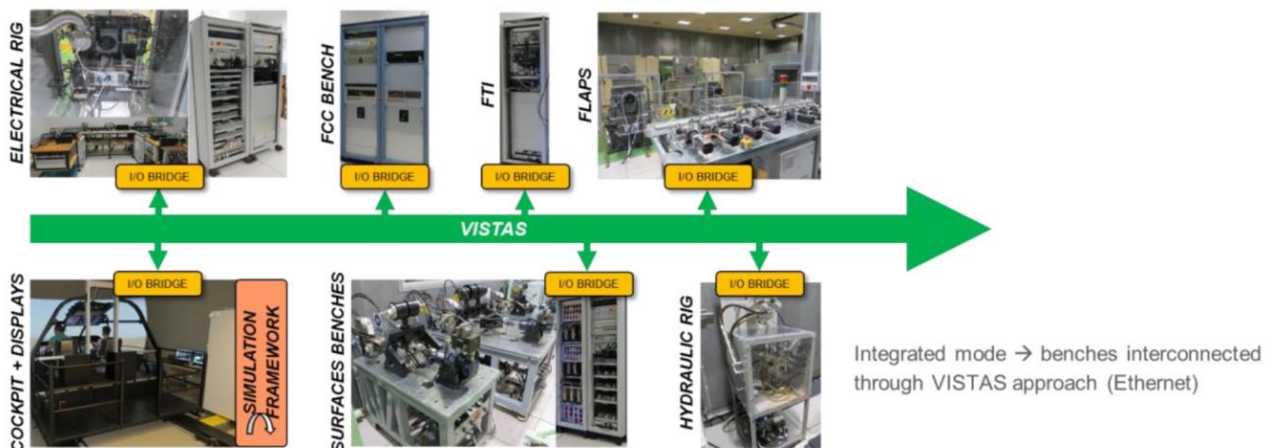 ELECTRICAL RIG
FCC BENCH
FTI
FLAPS
I/O BRIDGE
I/O BRIDGE
I/O BRIDGE
I/O BRIDGE
VISTAS
COCKPIT + DISPLAYS
I/O BRIDGE
SIMULATION
FRAMEWORK
SURFACES BENCHES
I/O BRIDGE
HYDRAULIC RIG
I/O BRIDGE
Integrated mode → benches interconnected
through VISTAS approach (Ethernet)